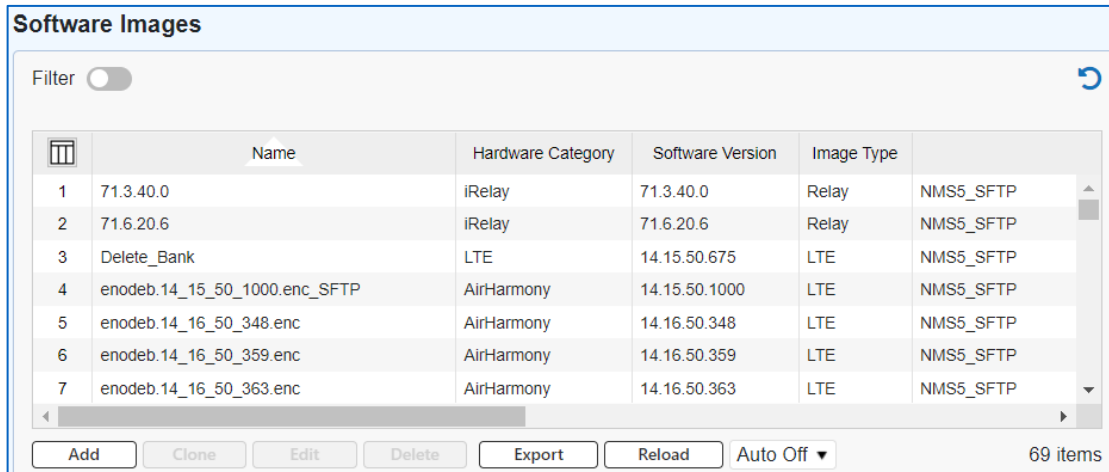 Software Images
Filter
Name Hardware Category Software Version Image Type
1 71.3.40.0 iRelay 71.3.40.0 Relay NMS5_SFTP
2 71.6.20.6 iRelay 71.6.20.6 Relay NMS5_SFTP
3 Delete_Bank LTE 14.15.50.675 LTE NMS5_SFTP
4 enodeb.14_15_50_1000.enc_SFTP AirHarmony 14.15.50.1000 LTE NMS5_SFTP
5 enodeb.14_16_50_348.enc AirHarmony 14.16.50.348 LTE NMS5_SFTP
6 enodeb.14_16_50_359.enc AirHarmony 14.16.50.359 LTE NMS5_SFTP
7 enodeb.14_16_50_363.enc AirHarmony 14.16.50.363 LTE NMS5_SFTP
Add Clone Edit Delete Export Reload Auto Off 69 items